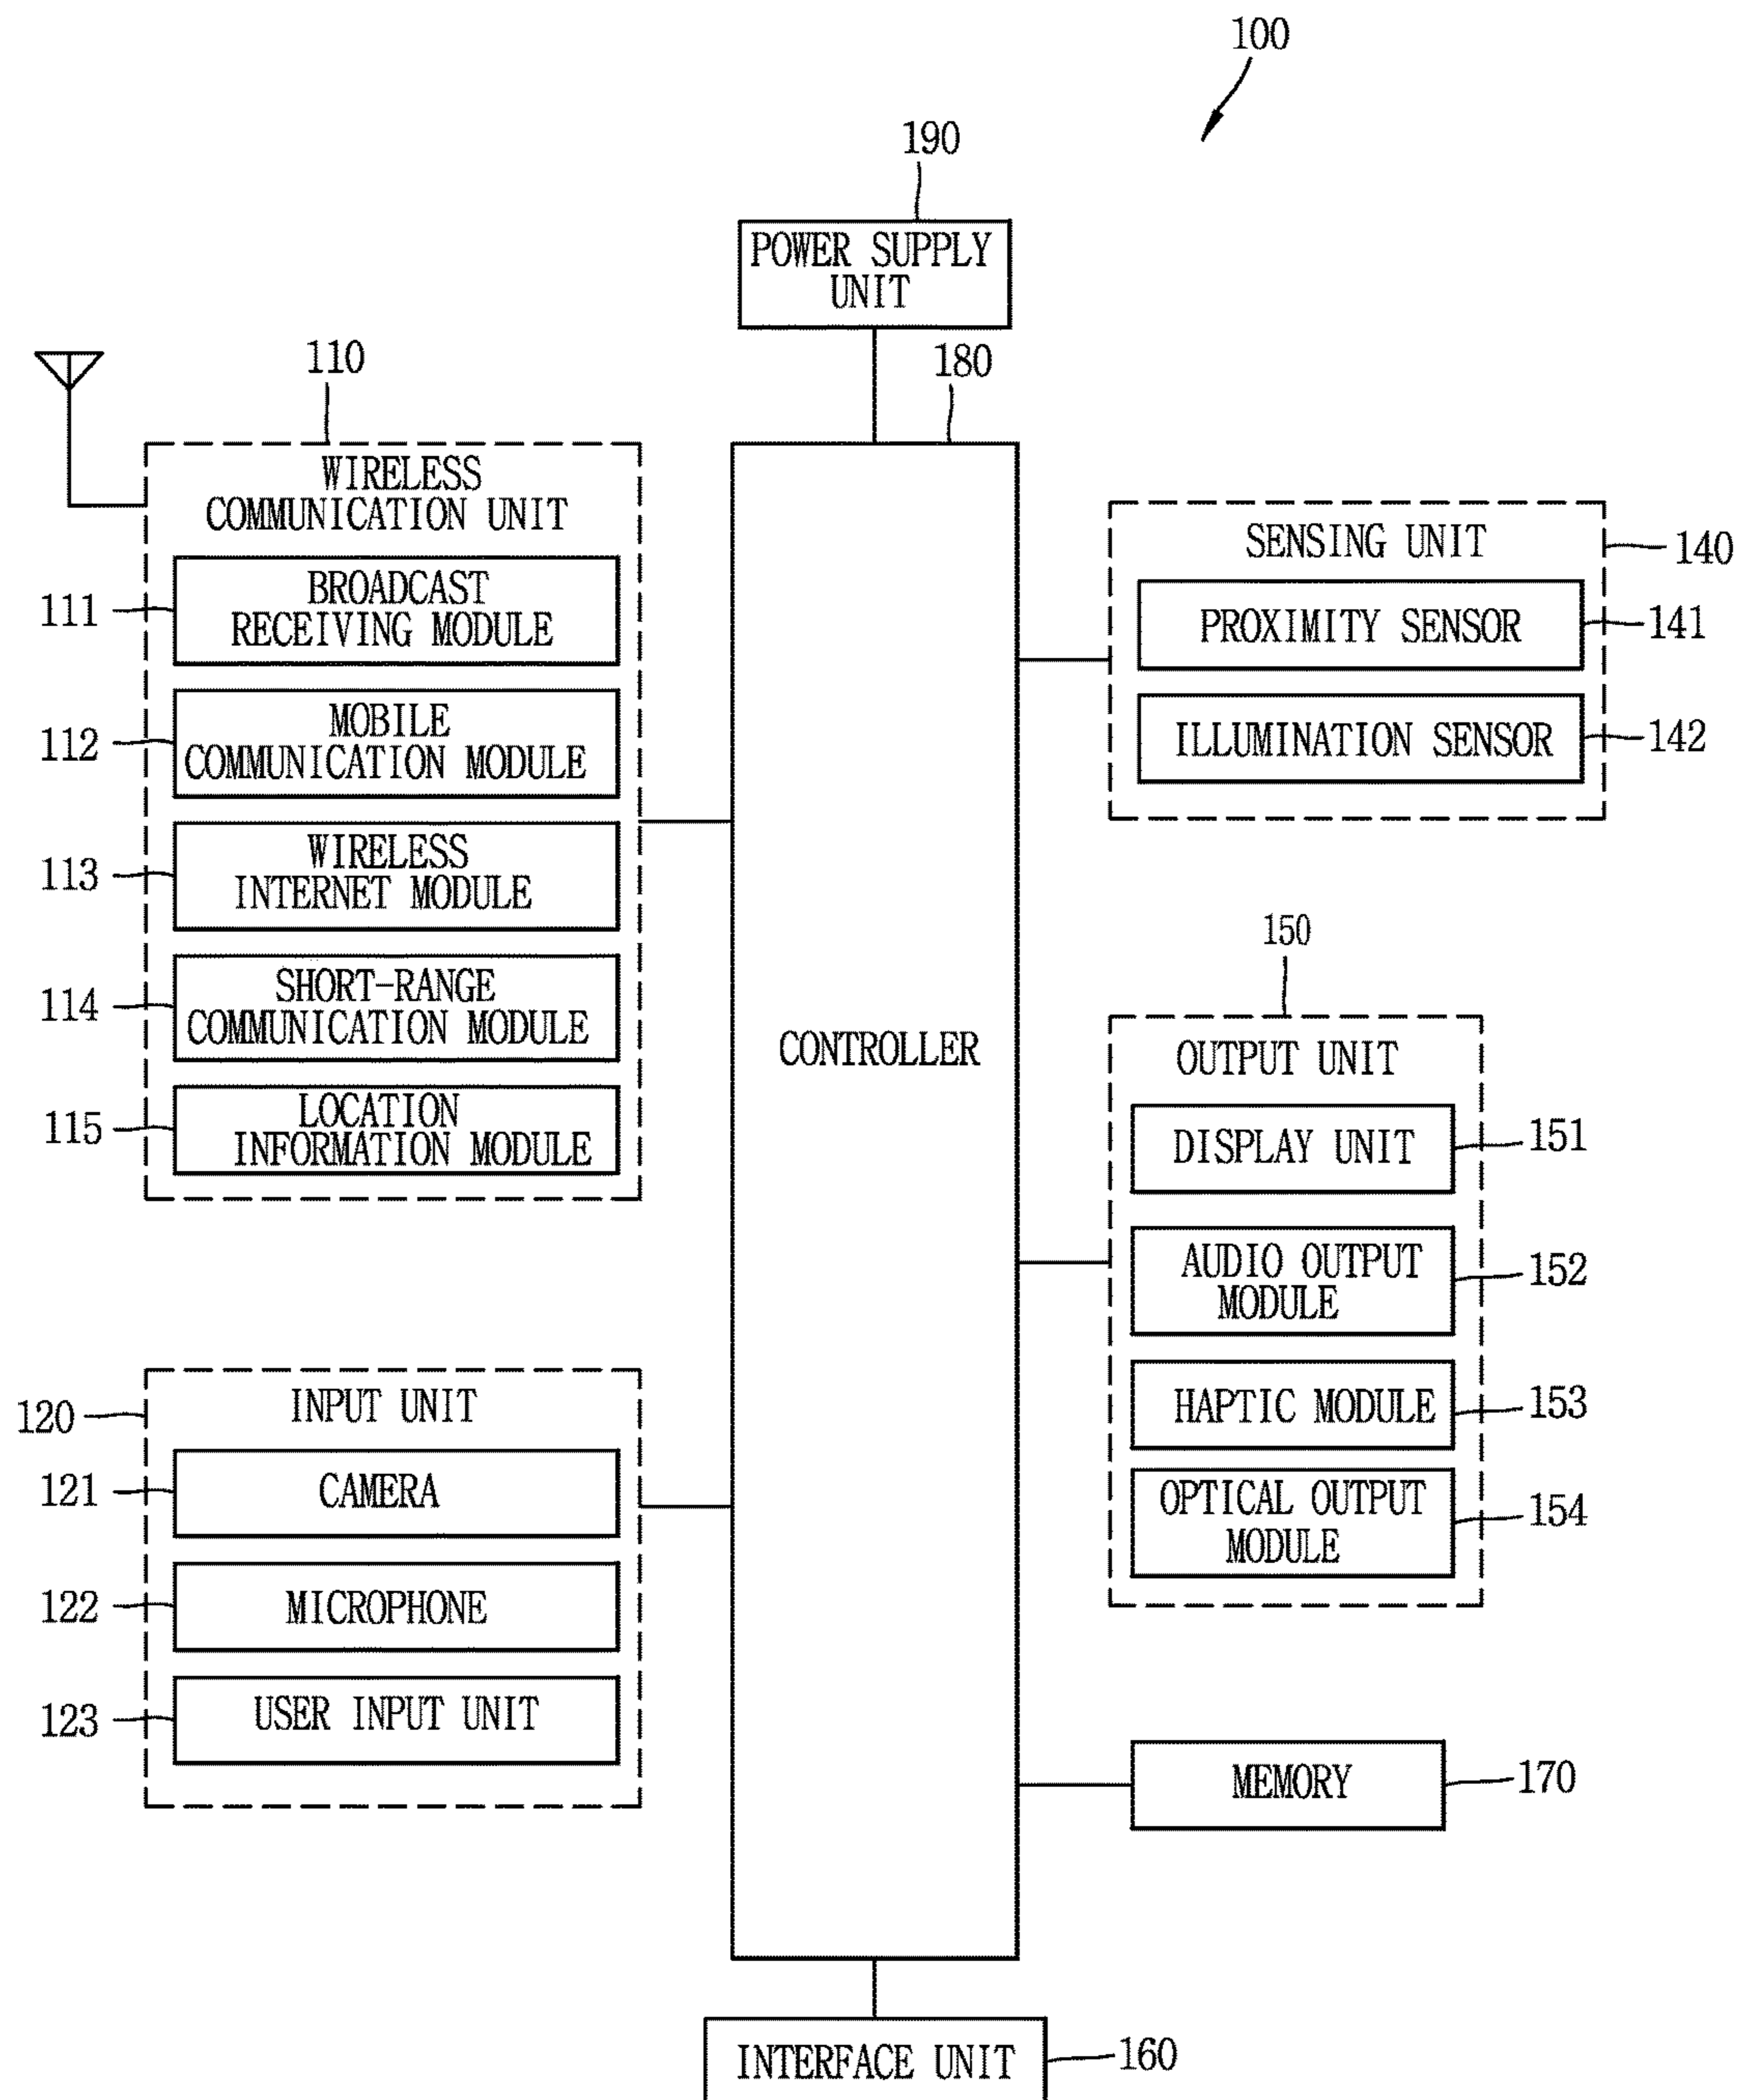 100
190
POWER SUPPLY
UNIT
110
180
WIRELESS
COMMUNICATION UNIT
111
BROADCAST
RECEIVING MODULE
112
MOBILE
COMMUNICATION MODULE
113
WIRELESS
INTERNET MODULE
114
SHORT-RANGE
COMMUNICATION MODULE
115
LOCATION
INFORMATION MODULE
120
INPUT UNIT
121
CAMERA
122
MICROPHONE
123
USER INPUT UNIT
CONTROLLER
SENSING UNIT
140
PROXIMITY SENSOR
141
ILLUMINATION SENSOR
142
150
OUTPUT UNIT
DISPLAY UNIT
151
AUDIO OUTPUT
MODULE
152
HAPTIC MODULE
153
OPTICAL OUTPUT
MODULE
154
MEMORY
170
INTERFACE UNIT
160